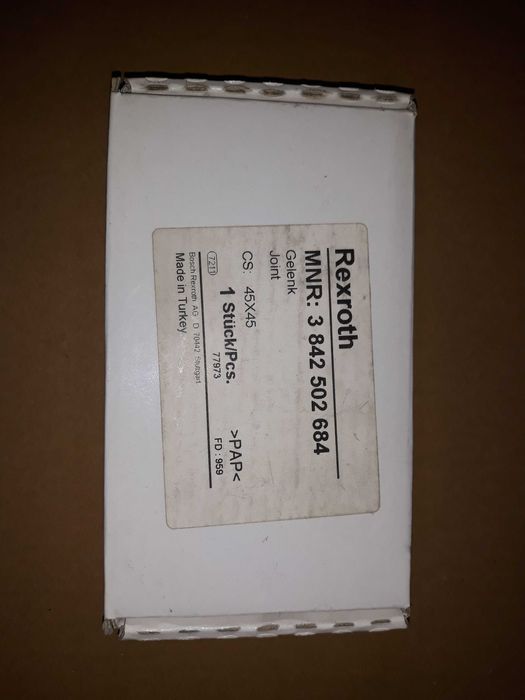 Rexroth
MNR: 3 842 502 684
Gelenk
Joint
CS: 45X45
1 Stück/Pcs. >PAP<
7211 77973 FD : 959
Bosch Rexroth AG D 70442 Stuttgart
Made in Turkey